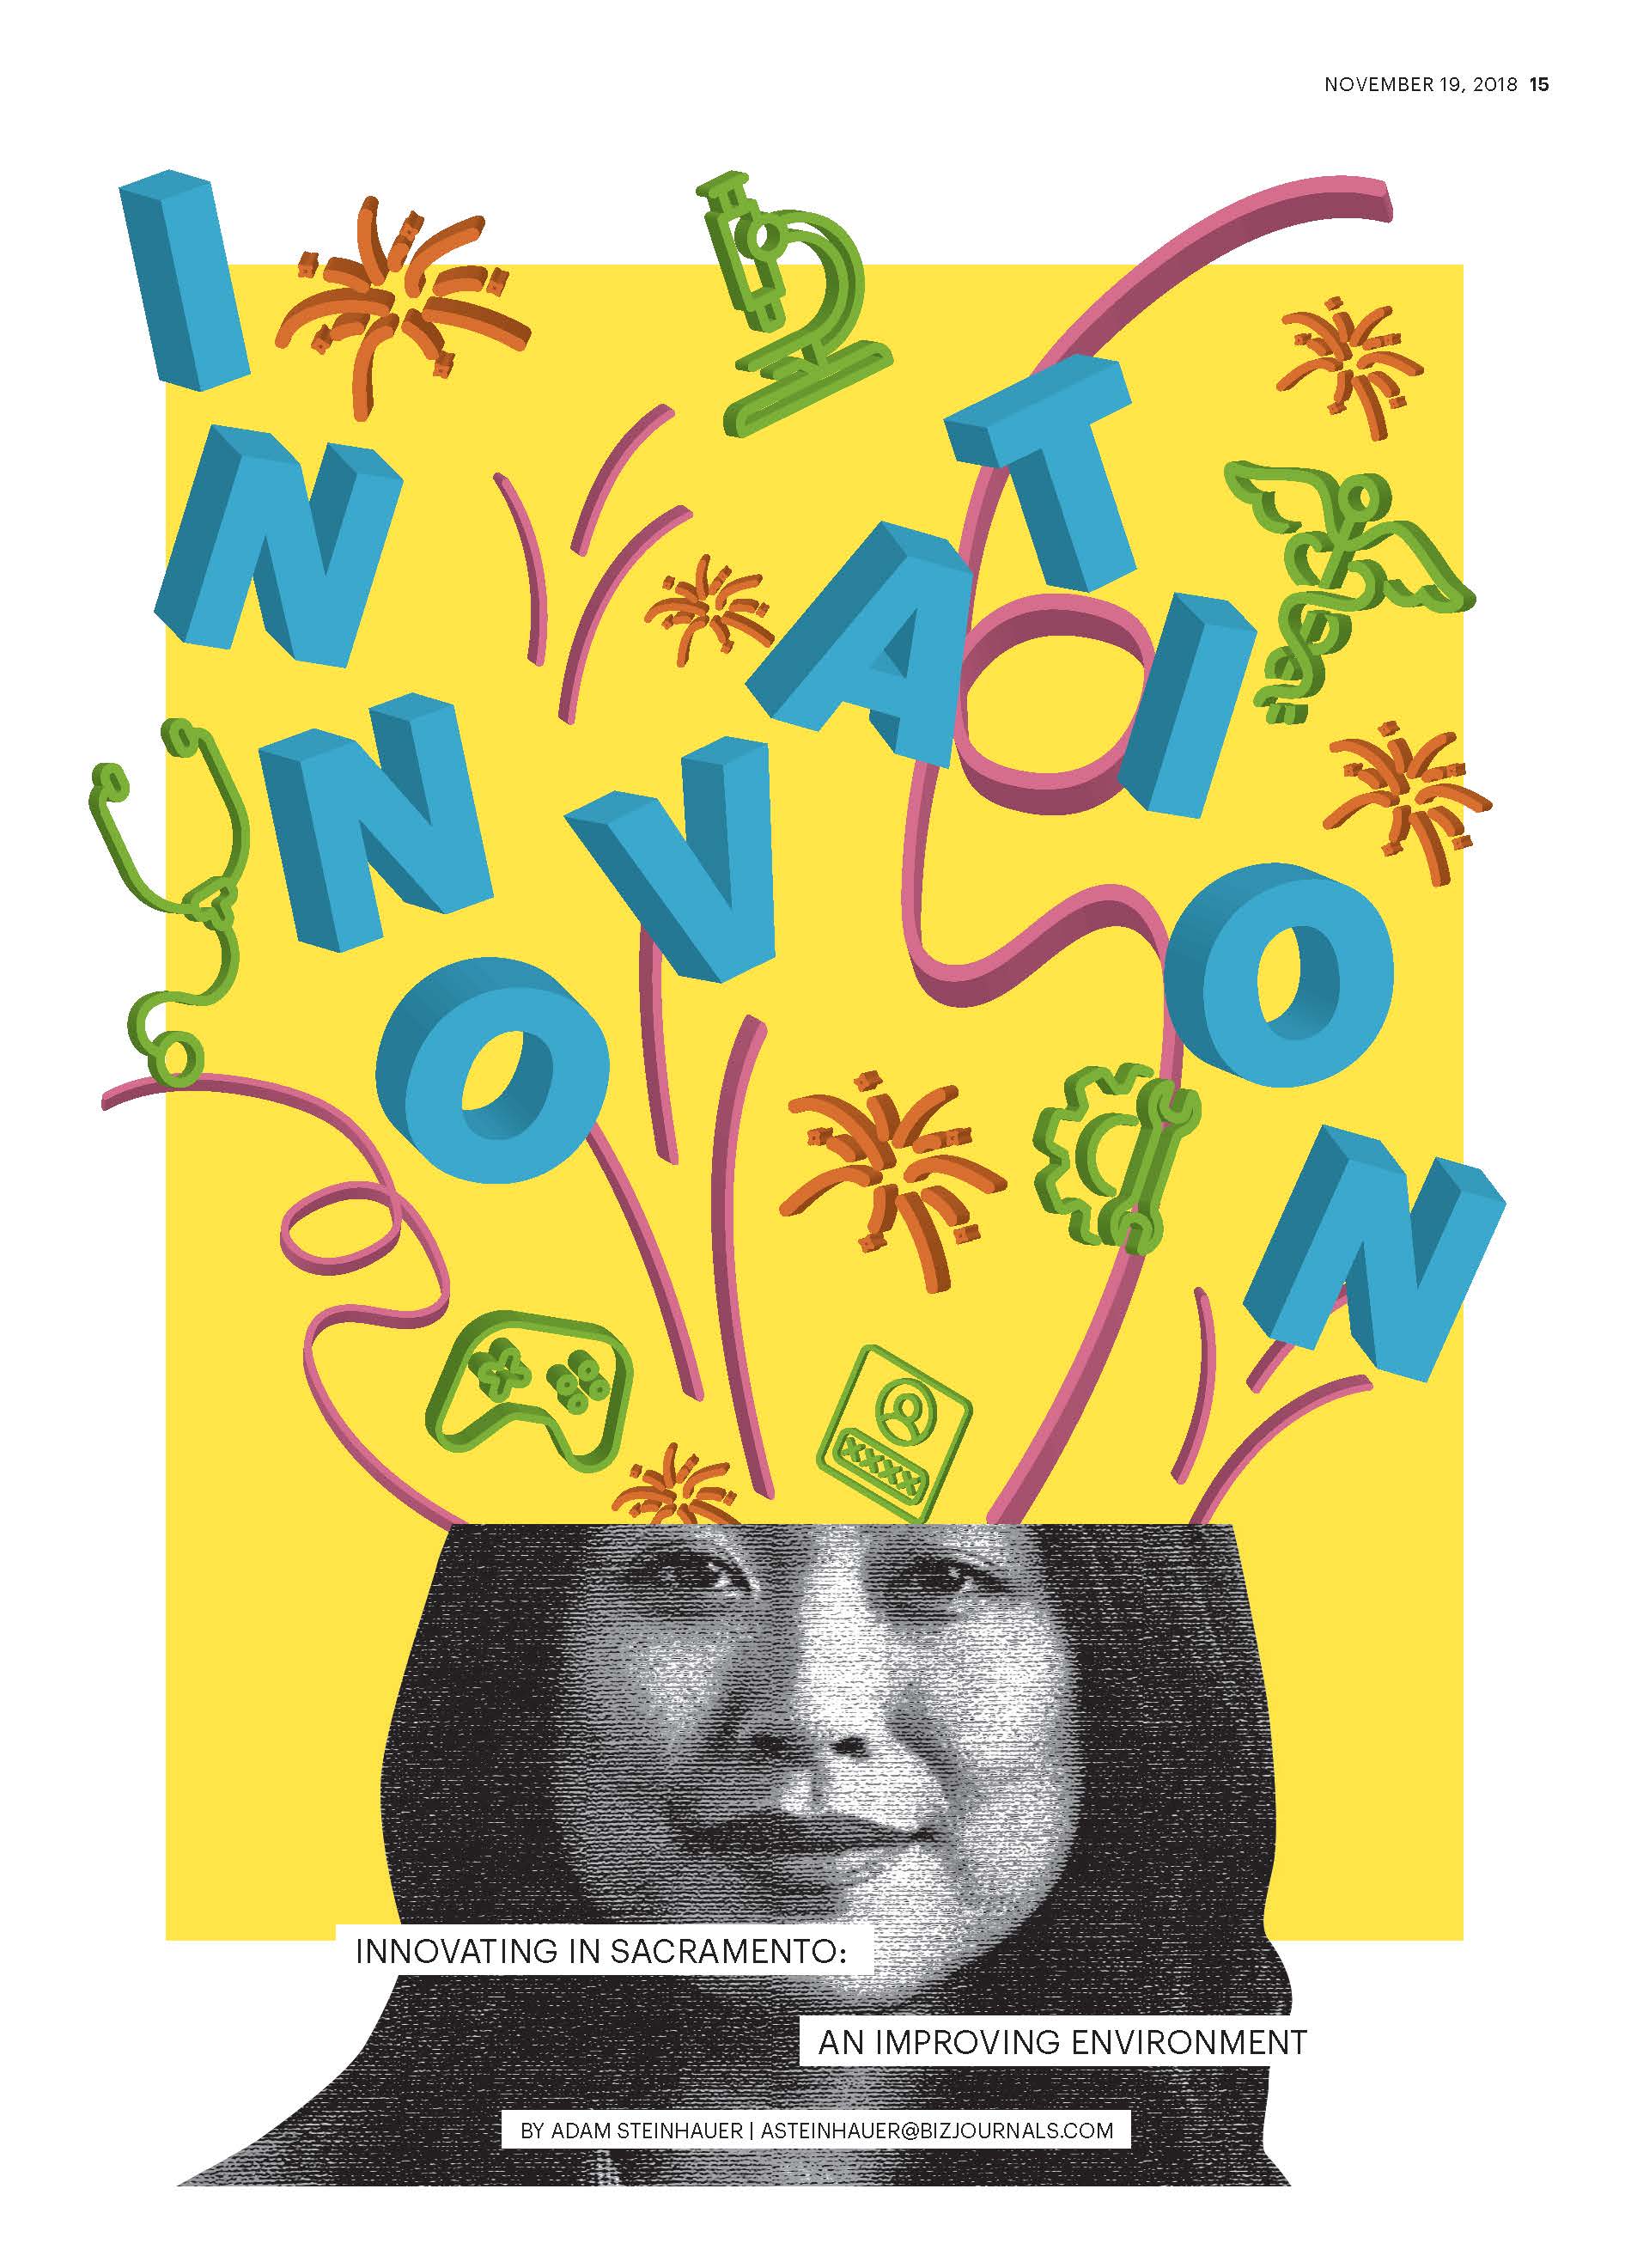 NOVEMBER 19, 2018 15
INNOVATION
INNOVATING IN SACRAMENTO:
AN IMPROVING ENVIRONMENT
BY ADAM STEINHAUER | ASTEINHAUER@BIZJOURNALS.COM